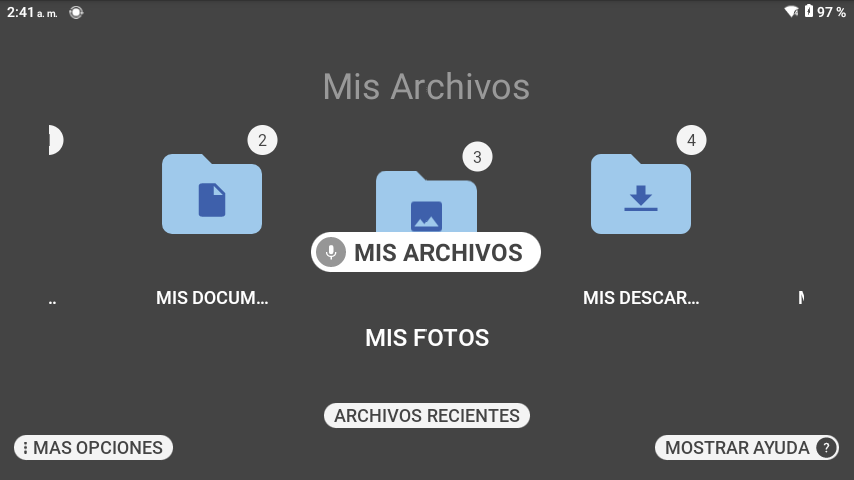 2:41 a. m.
97 %
Mis Archivos
2
3
4
MIS ARCHIVOS
..
MIS DOCUM...
MIS DESCAR...
MIS FOTOS
ARCHIVOS RECIENTES
MAS OPCIONES
MOSTRAR AYUDA ?